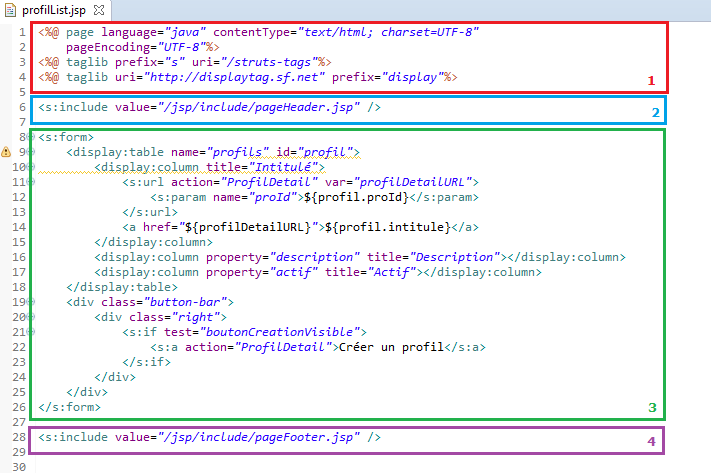 profilList.jsp
1 <%@ page language="java" contentType="text/html; charset=UTF-8"
2 pageEncoding="UTF-8"%>
3 <%@ taglib prefix="s" uri="/struts-tags"%>
4 <%@ taglib uri="http://displaytag.sf.net" prefix="display"%> 1
5
6 <s:include value="/jsp/include/pageHeader.jsp" /> 2
7
8 <s:form>
9 <display:table name="profils" id="profil">
10 <display:column title="Intitulé">
11 <s:url action="ProfilDetail" var="profilDetailURL">
12 <s:param name="proId">${profil.proId}</s:param>
13 </s:url>
14 <a href="${profilDetailURL}">${profil.intitule}</a>
15 </display:column>
16 <display:column property="description" title="Description"></display:column>
17 <display:column property="actif" title="Actif"></display:column>
18 </display:table>
19 <div class="button-bar">
20 <div class="right">
21 <s:if test="boutonCreationVisible">
22 <s:a action="ProfilDetail">Créer un profil</s:a>
23 </s:if>
24 </div>
25 </div>
26 </s:form> 3
27
28 <s:include value="/jsp/include/pageFooter.jsp" /> 4
29
30